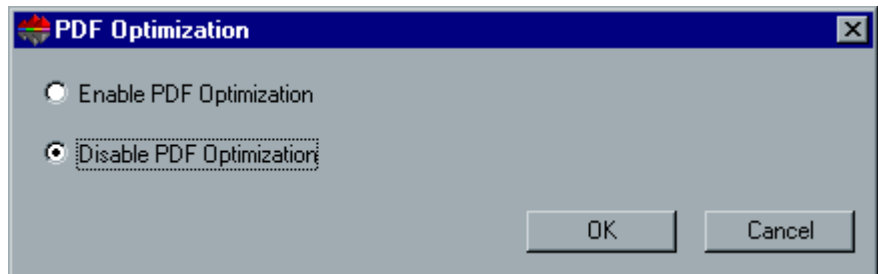 PDF Optimization
Enable PDF Optimization
Disable PDF Optimization
OK Cancel